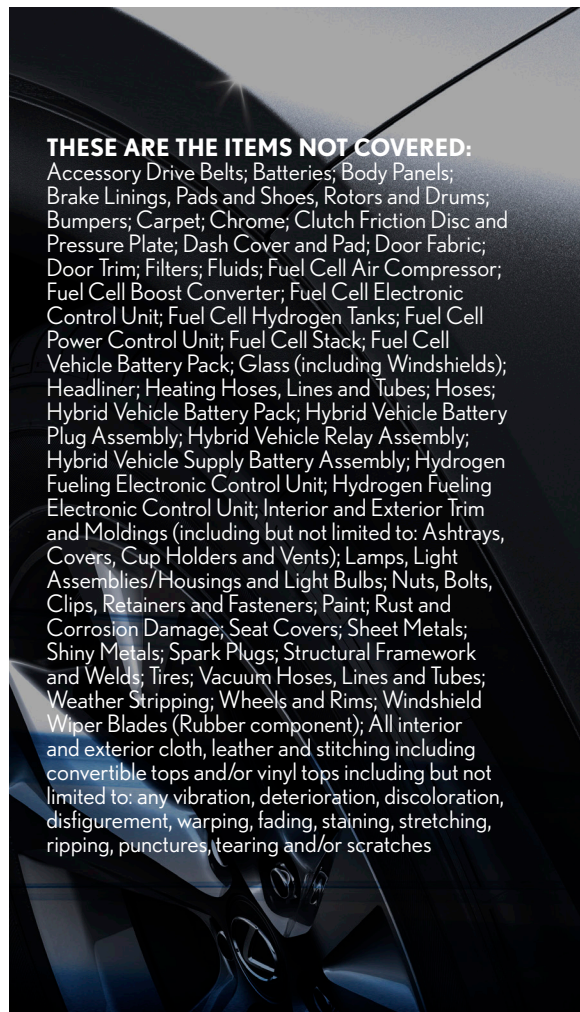 THESE ARE THE ITEMS NOT COVERED:
Accessory Drive Belts; Batteries; Body Panels;
Brake Linings, Pads and Shoes, Rotors and Drums;
Bumpers; Carpet; Chrome; Clutch Friction Disc and
Pressure Plate; Dash Cover and Pad; Door Fabric;
Door Trim; Filters; Fluids; Fuel Cell Air Compressor;
Fuel Cell Boost Converter; Fuel Cell Electronic
Control Unit; Fuel Cell Hydrogen Tanks; Fuel Cell
Power Control Unit; Fuel Cell Stack; Fuel Cell
Vehicle Battery Pack; Glass (including Windshields);
Headliner; Heating Hoses, Lines and Tubes; Hoses;
Hybrid Vehicle Battery Pack; Hybrid Vehicle Battery
Plug Assembly; Hybrid Vehicle Relay Assembly;
Hybrid Vehicle Supply Battery Assembly; Hydrogen
Fueling Electronic Control Unit; Hydrogen Fueling
Electronic Control Unit; Interior and Exterior Trim
and Moldings (including but not limited to: Ashtrays,
Covers, Cup Holders and Vents); Lamps, Light
Assemblies/Housings and Light Bulbs; Nuts, Bolts,
Clips, Retainers and Fasteners; Paint; Rust and
Corrosion Damage; Seat Covers; Sheet Metals;
Shiny Metals; Spark Plugs; Structural Framework
and Welds; Tires; Vacuum Hoses, Lines and Tubes;
Weather Stripping; Wheels and Rims; Windshield
Wiper Blades (Rubber component); All interior
and exterior cloth, leather and stitching including
convertible tops and/or vinyl tops including but not
limited to: any vibration, deterioration, discoloration,
disfigurement, warping, fading, staining, stretching,
ripping, punctures, tearing and/or scratches